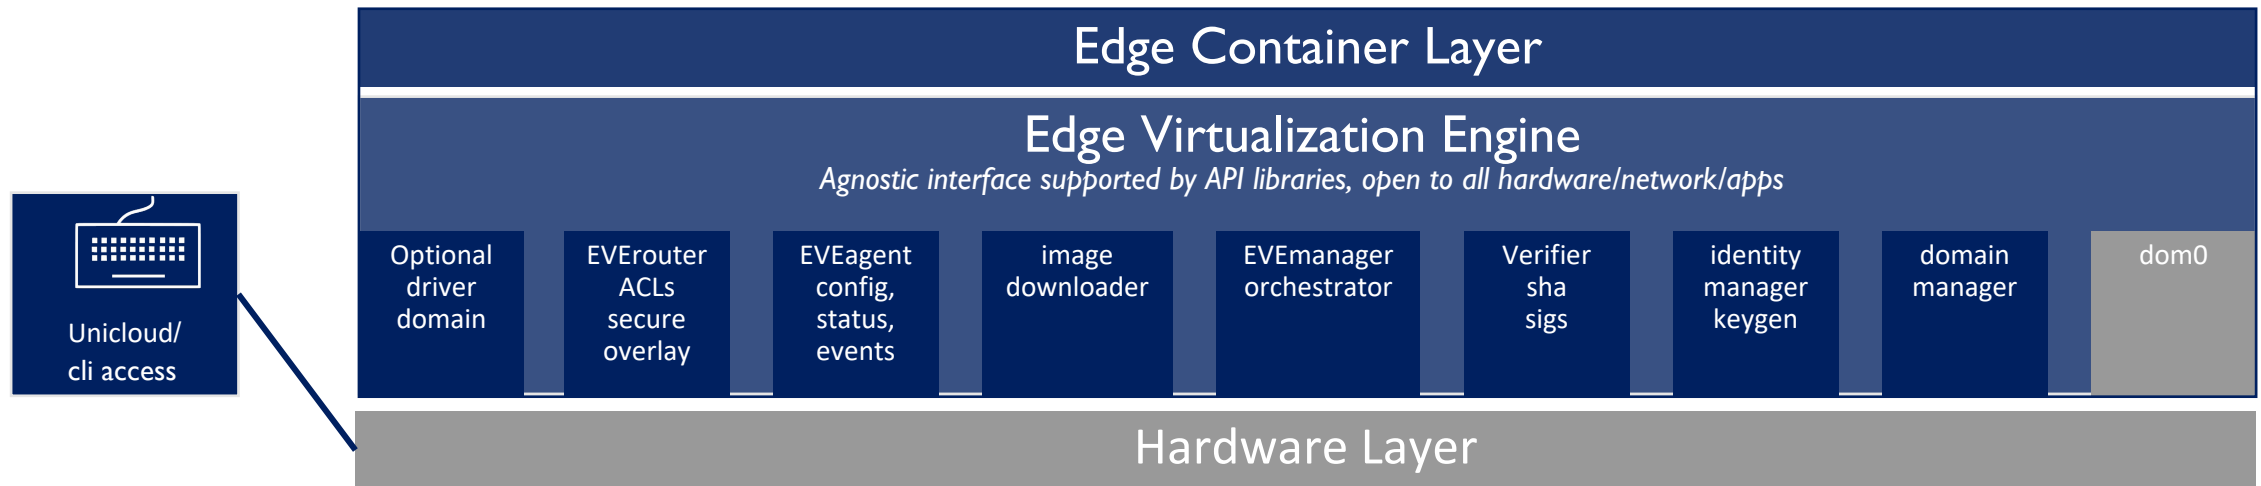 Edge Container Layer
Edge Virtualization Engine
Agnostic interface supported by API libraries, open to all hardware/network/apps
Unicloud/
cli access
Optional
driver
domain
EVErouter
ACLs
secure
overlay
EVEagent
config,
status,
events
image
downloader
EVEmanager
orchestrator
Verifier
sha
sigs
identity
manager
keygen
domain
manager
dom0
Hardware Layer